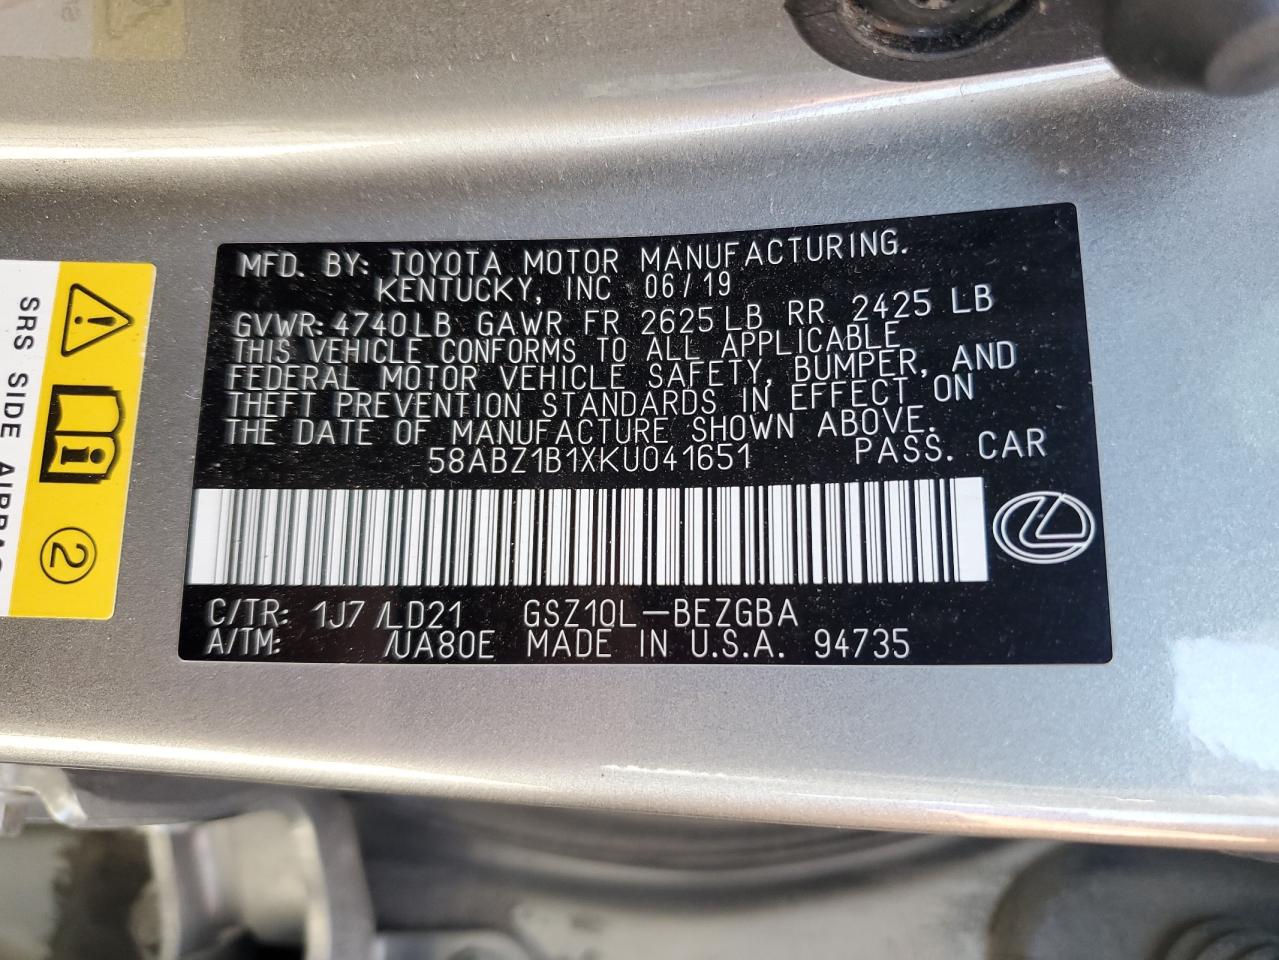 MFD. BY: TOYOTA MOTOR MANUFACTURING.
KENTUCKY, INC 06/19
GVWR: 4740LB GAWR FR 2625LB RR 2425 LB
THIS VEHICLE CONFORMS TO ALL APPLICABLE
FEDERAL MOTOR VEHICLE SAFETY, BUMPER, AND
THEFT PREVENTION STANDARDS IN EFFECT ON
THE DATE OF MANUFACTURE SHOWN ABOVE.
58ABZ1B1XKU041651 PASS. CAR
C/TR: 1J7 /LD21 GSZ10L-BEZGBA
A/TM: /UA80E MADE IN U.S.A. 94735
SRS SIDE
2